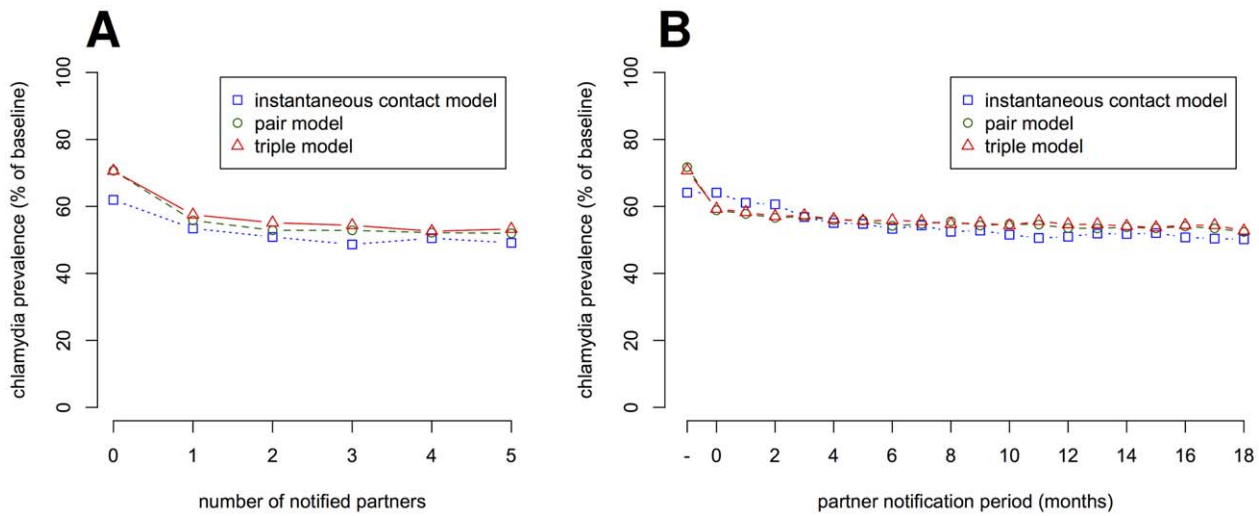 A
chlamydia prevalence (% of baseline)
100
80
60
40
20
0
instantaneous contact model
pair model
triple model
0 1 2 3 4 5
number of notified partners
B
chlamydia prevalence (% of baseline)
100
80
60
40
20
0
instantaneous contact model
pair model
triple model
- 0 2 4 6 8 10 12 14 16 18
partner notification period (months)